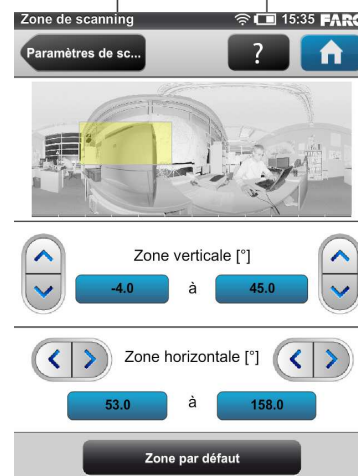 Zone de scanning 15:35 FARO
Paramètres de sc... ?
Zone verticale [°]
-4.0 à 45.0
Zone horizontale [°]
53.0 à 158.0
Zone par défaut